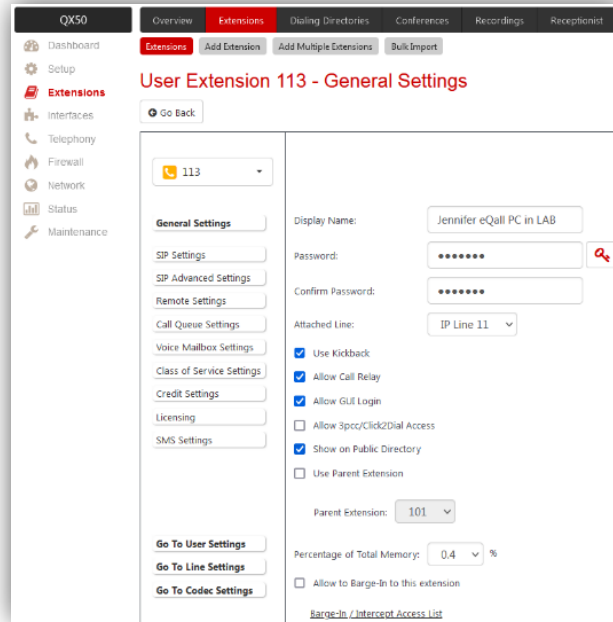 QX50
Overview Extensions Dialing Directories Conferences Recordings Receptionist
Dashboard
Setup
Extensions
Interfaces
Telephony
Firewall
Network
Status
Maintenance
Extensions Add Extension Add Multiple Extensions Bulk Import
User Extension 113 - General Settings
Go Back
113
General Settings
SIP Settings
SIP Advanced Settings
Remote Settings
Call Queue Settings
Voice Mailbox Settings
Class of Service Settings
Credit Settings
Licensing
SMS Settings
Go To User Settings
Go To Line Settings
Go To Codec Settings
Display Name: Jennifer eQall PC in LAB
Password: •••••••
Confirm Password: •••••••
Attached Line: IP Line 11
Use Kickback
Allow Call Relay
Allow GUI Login
Allow 3pcc/Click2Dial Access
Show on Public Directory
Use Parent Extension
Parent Extension: 101
Percentage of Total Memory: 0.4 %
Allow to Barge-In to this extension
Barge-In / Intercept Access List